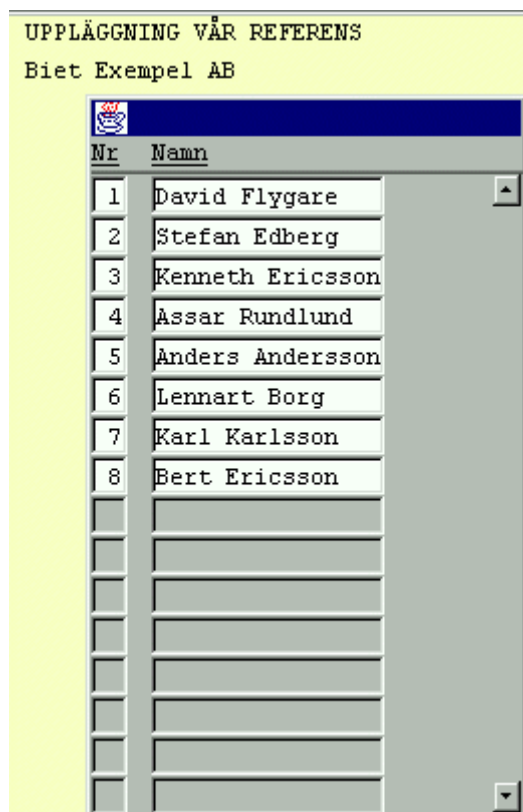 UPPLÄGGNING VÅR REFERENS
Biet Exempel AB
Nr Namn
1 David Flygare
2 Stefan Edberg
3 Kenneth Ericsson
4 Assar Rundlund
5 Anders Andersson
6 Lennart Borg
7 Karl Karlsson
8 Bert Ericsson